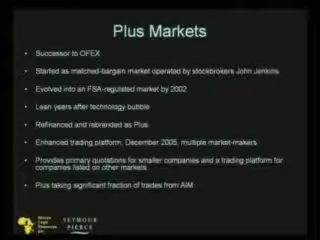 Plus Markets
• Successor to OFEX
• Started as matched-bargain market operated by stockbrokers John Jenkins
• Evolved into an FSA-regulated market by 2002
• Lean years after technology bubble
• Refinanced and rebranded as Plus
• Enhanced trading platform, December 2005, multiple market-makers
• Provides primary quotations for smaller companies and a trading platform for
companies listed on other markets
• Plus taking significant fraction of trades from AIM
African
Legal
Resources
SEYMOUR
PIERCE